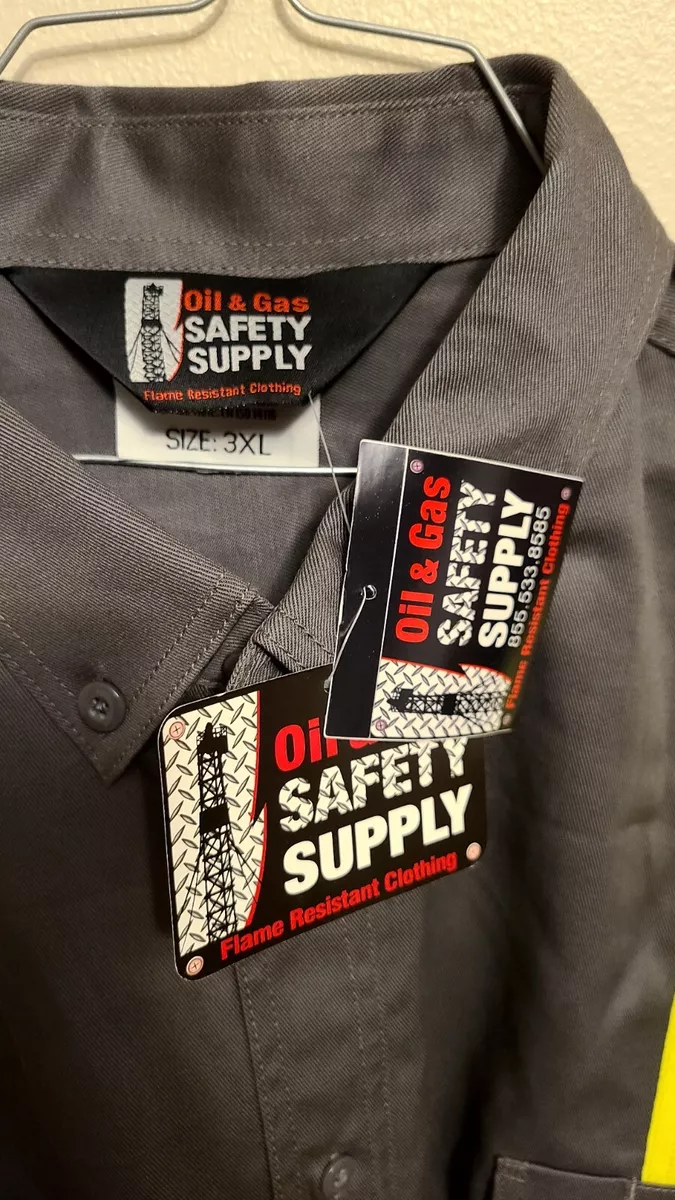 Oil & Gas
SAFETY
SUPPLY
Flame Resistant Clothing
SIZE: 3XL
Oil & Gas
SAFETY
SUPPLY
855.533.8585
Flame Resistant Clothing
Oil
SAFETY
SUPPLY
Flame Resistant Clothing